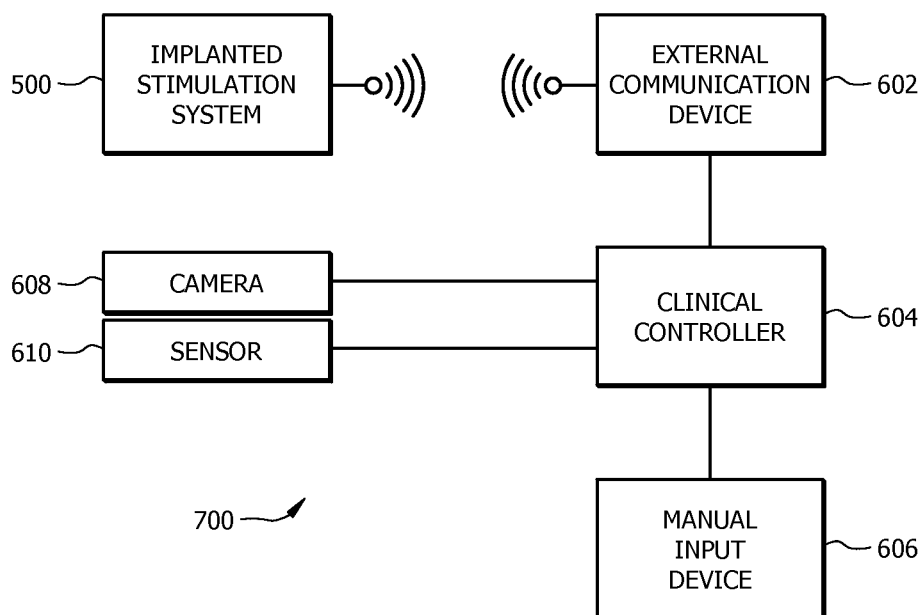 500
IMPLANTED
STIMULATION
SYSTEM
EXTERNAL
COMMUNICATION
DEVICE
602
608
CAMERA
610
SENSOR
CLINICAL
CONTROLLER
604
700
MANUAL
INPUT
DEVICE
606